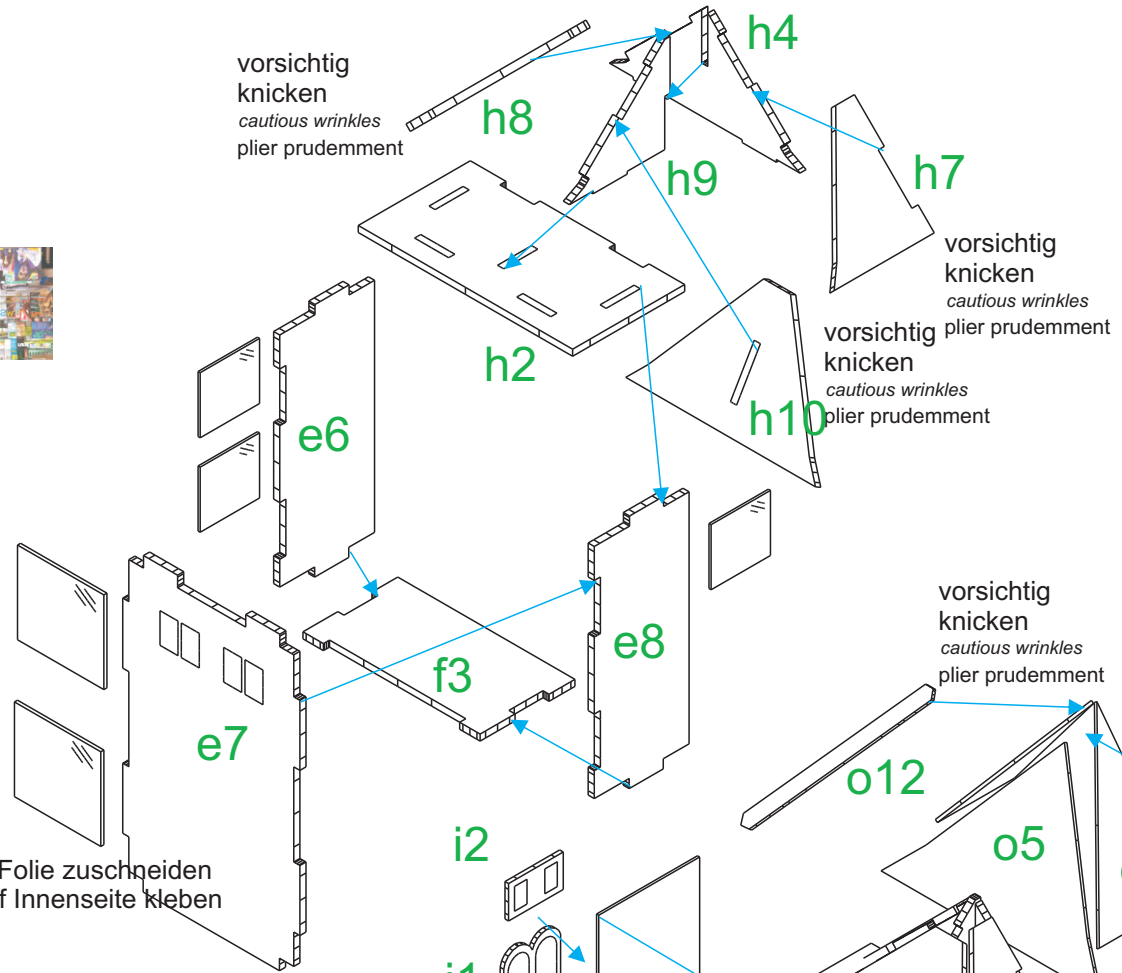 h4
vorsichtig
knicken
cautious wrinkles
plier prudemment
h8
h9
h7
vorsichtig
knicken
cautious wrinkles
plier prudemment
h2
vorsichtig
knicken
cautious wrinkles
plier prudemment
h10
e6
e8
f3
e7
vorsichtig
knicken
cautious wrinkles
plier prudemment
o12
o5
i2
Folie zuschneiden
f Innenseite kleben
i1